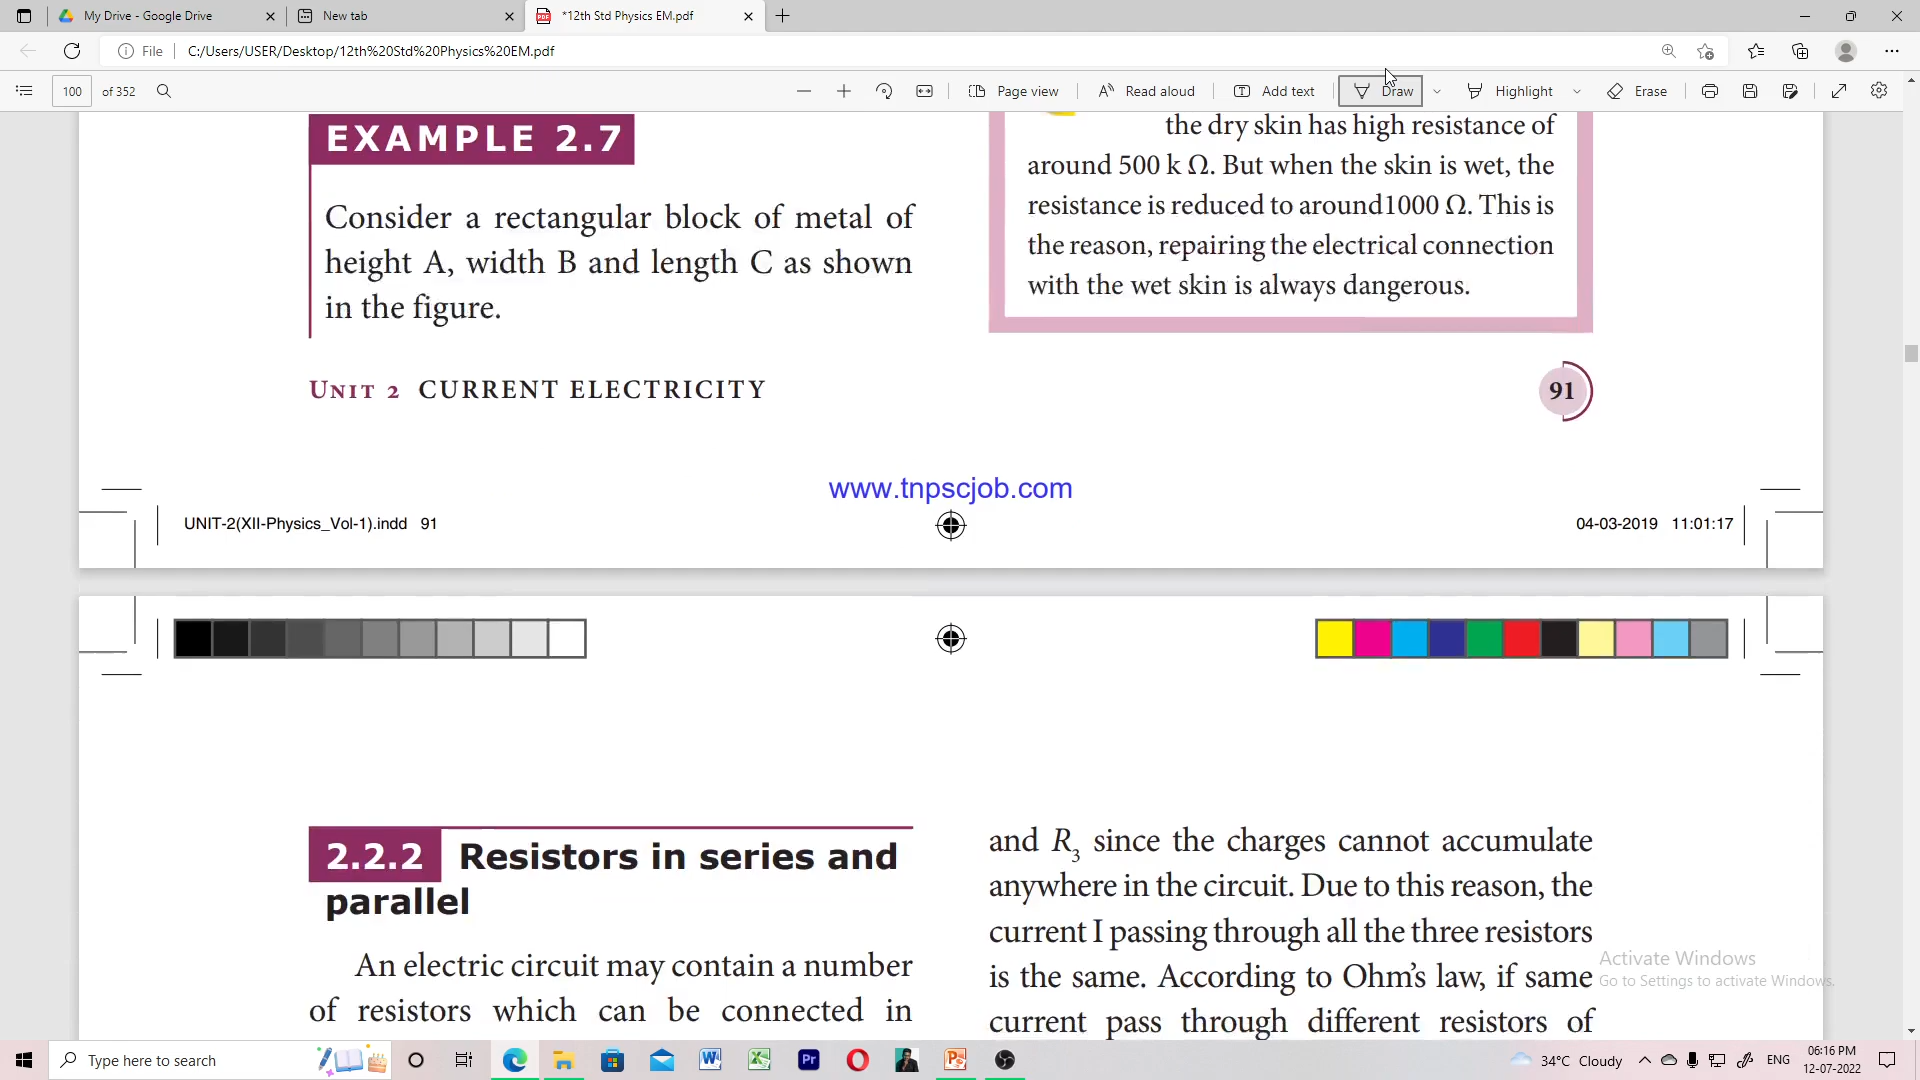 My Drive - Google Drive
New tab
*12th Std Physics EM.pdf
File
C:/Users/USER/Desktop/12th%20Std%20Physics%20EM.pdf
100 of 352
Page view
Read aloud
Add text
Draw
Highlight
Erase
EXAMPLE 2.7
Consider a rectangular block of metal of
height A, width B and length C as shown
in the figure.
the dry skin has high resistance of
around 500 k Ω. But when the skin is wet, the
resistance is reduced to around1000 Ω. This is
the reason, repairing the electrical connection
with the wet skin is always dangerous.
UNIT 2 CURRENT ELECTRICITY
91
www.tnpscjob.com
UNIT-2(XII-Physics_Vol-1).indd 91
04-03-2019 11:01:17
2.2.2 Resistors in series and
parallel
An electric circuit may contain a number
of resistors which can be connected in
and R3 since the charges cannot accumulate
anywhere in the circuit. Due to this reason, the
current I passing through all the three resistors
is the same. According to Ohm's law, if same
current pass through different resistors of
Activate Windows
Go to Settings to activate Windows.
Type here to search
34°C Cloudy
ENG
06:16 PM
12-07-2022